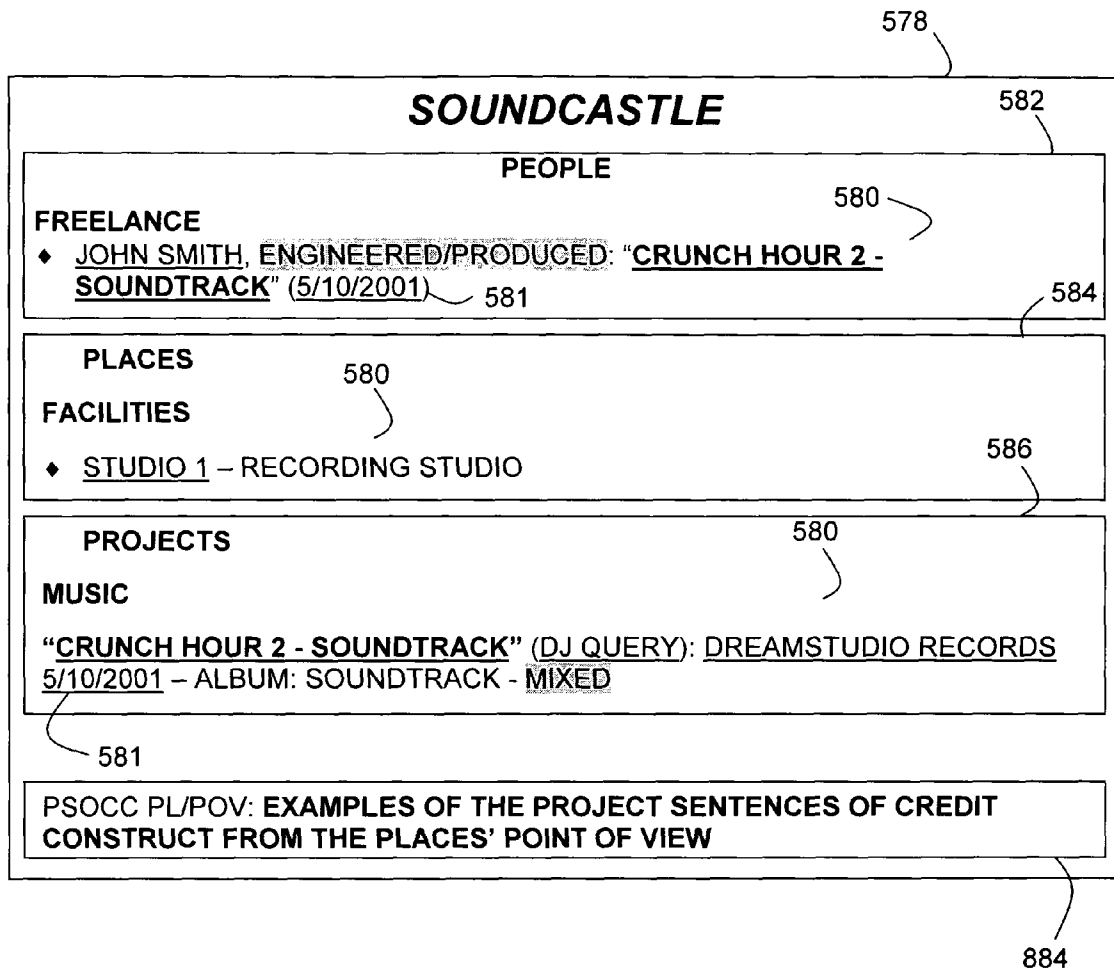 578
SOUNDCASTLE
582
PEOPLE
580
FREELANCE
♦ JOHN SMITH, ENGINEERED/PRODUCED: “CRUNCH HOUR 2 -
SOUNDTRACK” (5/10/2001)
581
584
PLACES
580
FACILITIES
586
♦ STUDIO 1 – RECORDING STUDIO
PROJECTS
580
MUSIC
“CRUNCH HOUR 2 - SOUNDTRACK” (DJ QUERY): DREAMSTUDIO RECORDS
5/10/2001 – ALBUM: SOUNDTRACK - MIXED
581
PSOCC PL/POV: EXAMPLES OF THE PROJECT SENTENCES OF CREDIT
CONSTRUCT FROM THE PLACES’ POINT OF VIEW
884